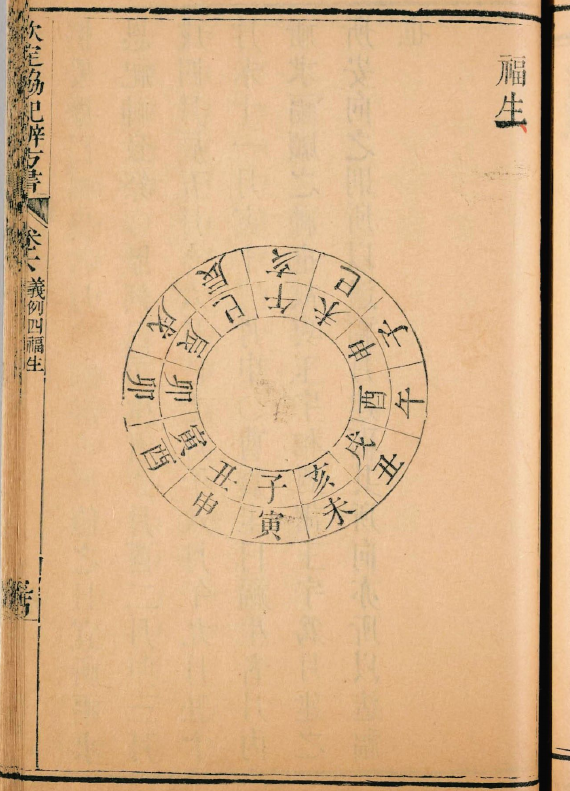 福生
寅申酉卯戌辰亥巳子午丑未
子丑寅卯辰巳午未申酉戌亥
欽定協紀辨方書
卷六
義例四福生